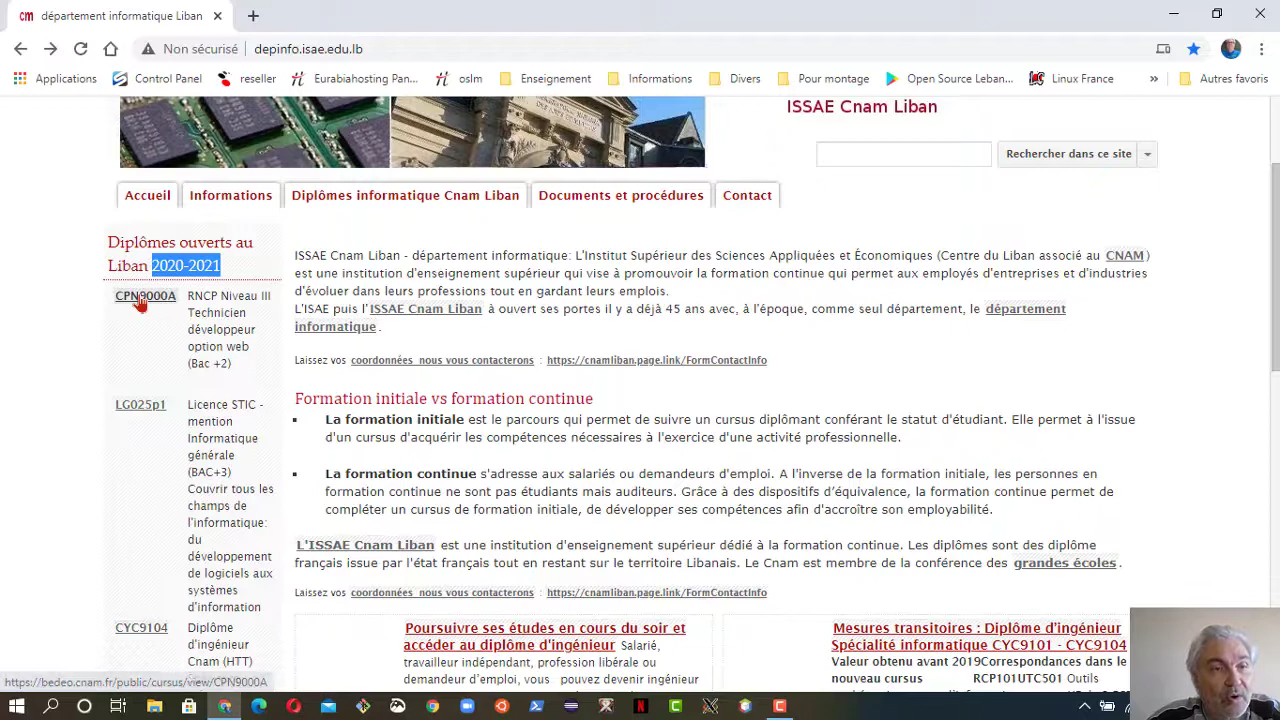 département informatique Liban
Non sécurisé
depinfo.isae.edu.lb
Applications
Control Panel
reseller
Eurabiahosting Pan...
oslm
Enseignement
Informations
Divers
Pour montage
Open Source Leban...
Linux France
»
Autres favoris
ISSAE Cnam Liban
Rechercher dans ce site
Accueil
Informations
Diplômes informatique Cnam Liban
Documents et procédures
Contact
Diplômes ouverts au
Liban 2020-2021
CPN9000A
RNCP Niveau III
Technicien
développeur
option web
(Bac +2)
LG025p1
Licence STIC -
mention
Informatique
générale
(BAC+3)
Couvrir tous les
champs de
l'informatique:
du
développement
de logiciels aux
systèmes
d'information
CYC9104
Diplôme
d'ingénieur
Cnam (HTT)
ISSAE Cnam Liban - département informatique: L'Institut Supérieur des Sciences Appliquées et Économiques (Centre du Liban associé au CNAM)
est une institution d'enseignement supérieur qui vise à promouvoir la formation continue qui permet aux employés d'entreprises et d'industries
d'évoluer dans leurs professions tout en gardant leurs emplois.
L'ISAE puis l'ISSAE Cnam Liban à ouvert ses portes il y a déjà 45 ans avec, à l'époque, comme seul département, le département
informatique.
Laissez vos coordonnées nous vous contacterons : https://cnamliban.page.link/FormContactInfo
Formation initiale vs formation continue
La formation initiale est le parcours qui permet de suivre un cursus diplômant conférant le statut d'étudiant. Elle permet à l'issue
d'un cursus d'acquérir les compétences nécessaires à l'exercice d'une activité professionnelle.
La formation continue s'adresse aux salariés ou demandeurs d'emploi. A l'inverse de la formation initiale, les personnes en
formation continue ne sont pas étudiants mais auditeurs. Grâce à des dispositifs d'équivalence, la formation continue permet de
compléter un cursus de formation initiale, de développer ses compétences afin d'accroître son employabilité.
L'ISSAE Cnam Liban est une institution d'enseignement supérieur dédié à la formation continue. Les diplômes sont des diplôme
français issue par l'état français tout en restant sur le territoire Libanais. Le Cnam est membre de la conférence des grandes écoles.
Laissez vos coordonnées nous vous contacterons : https://cnamliban.page.link/FormContactInfo
Poursuivre ses études en cours du soir et
accéder au diplôme d'ingénieur Salarié,
travailleur indépendant, profession libérale ou
demandeur d'emploi, vous pouvez devenir ingénieur
Mesures transitoires : Diplôme d'ingénieur
Spécialité informatique CYC9101 - CYC9104
Valeur obtenu avant 2019Correspondances dans le
nouveau cursus RCP101UTC501 Outils
https://bedeo.cnam.fr/public/cursus/view/CPN9000A